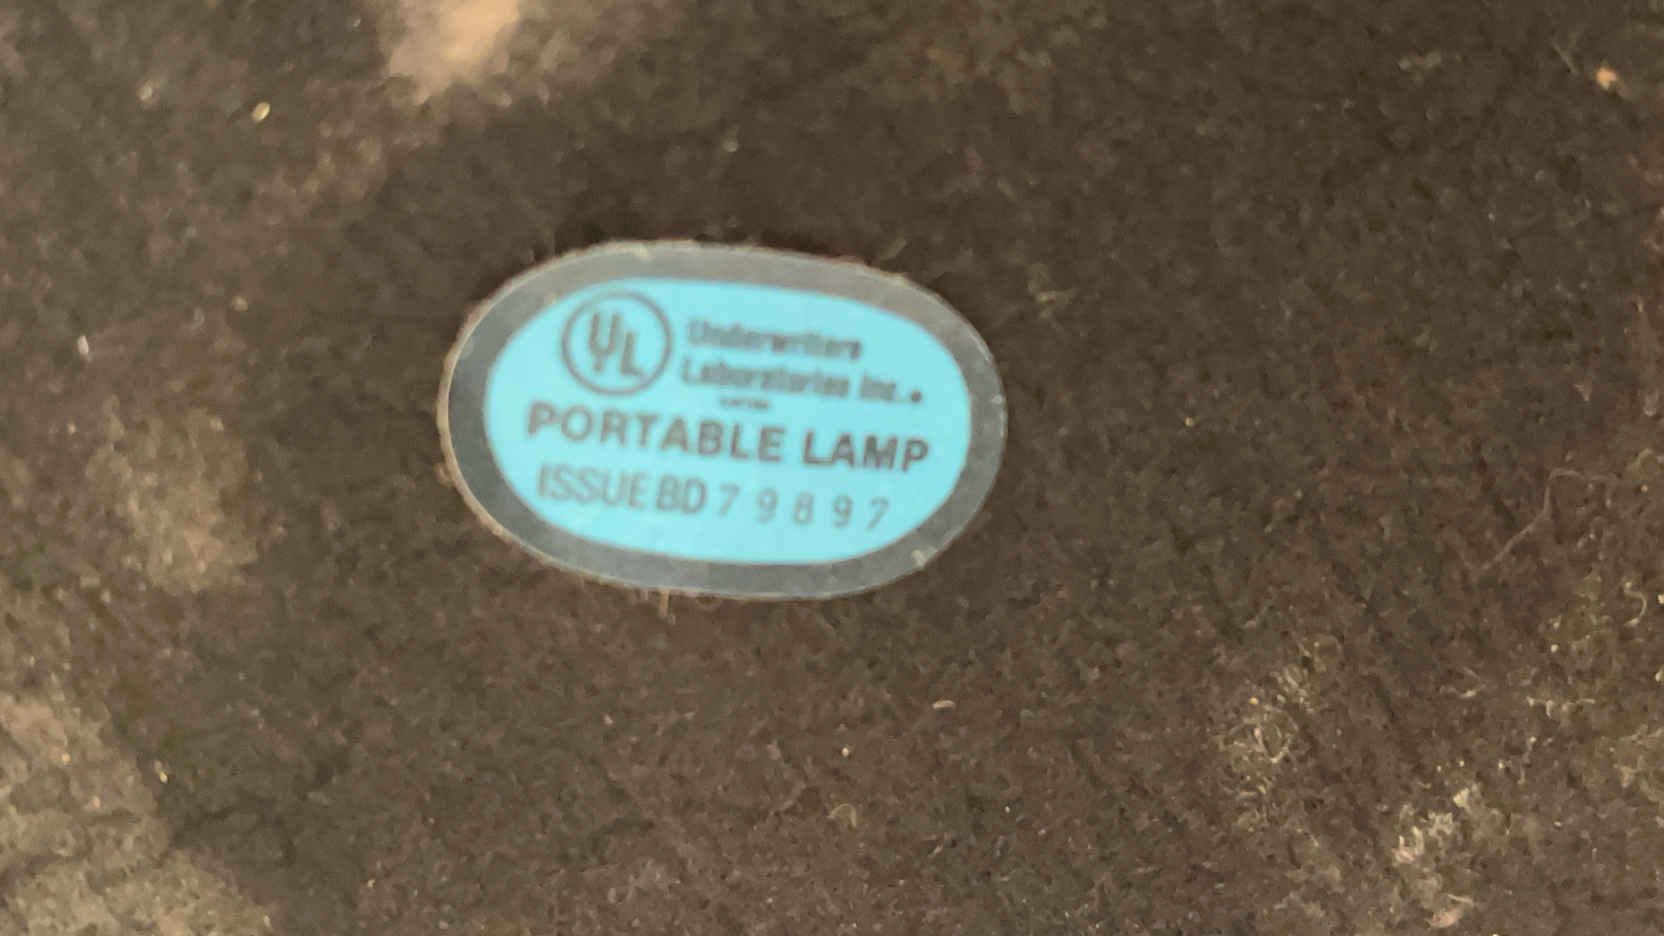 UL Underwriters
Laboratories Inc.®
PORTABLE LAMP
ISSUE BD 79897